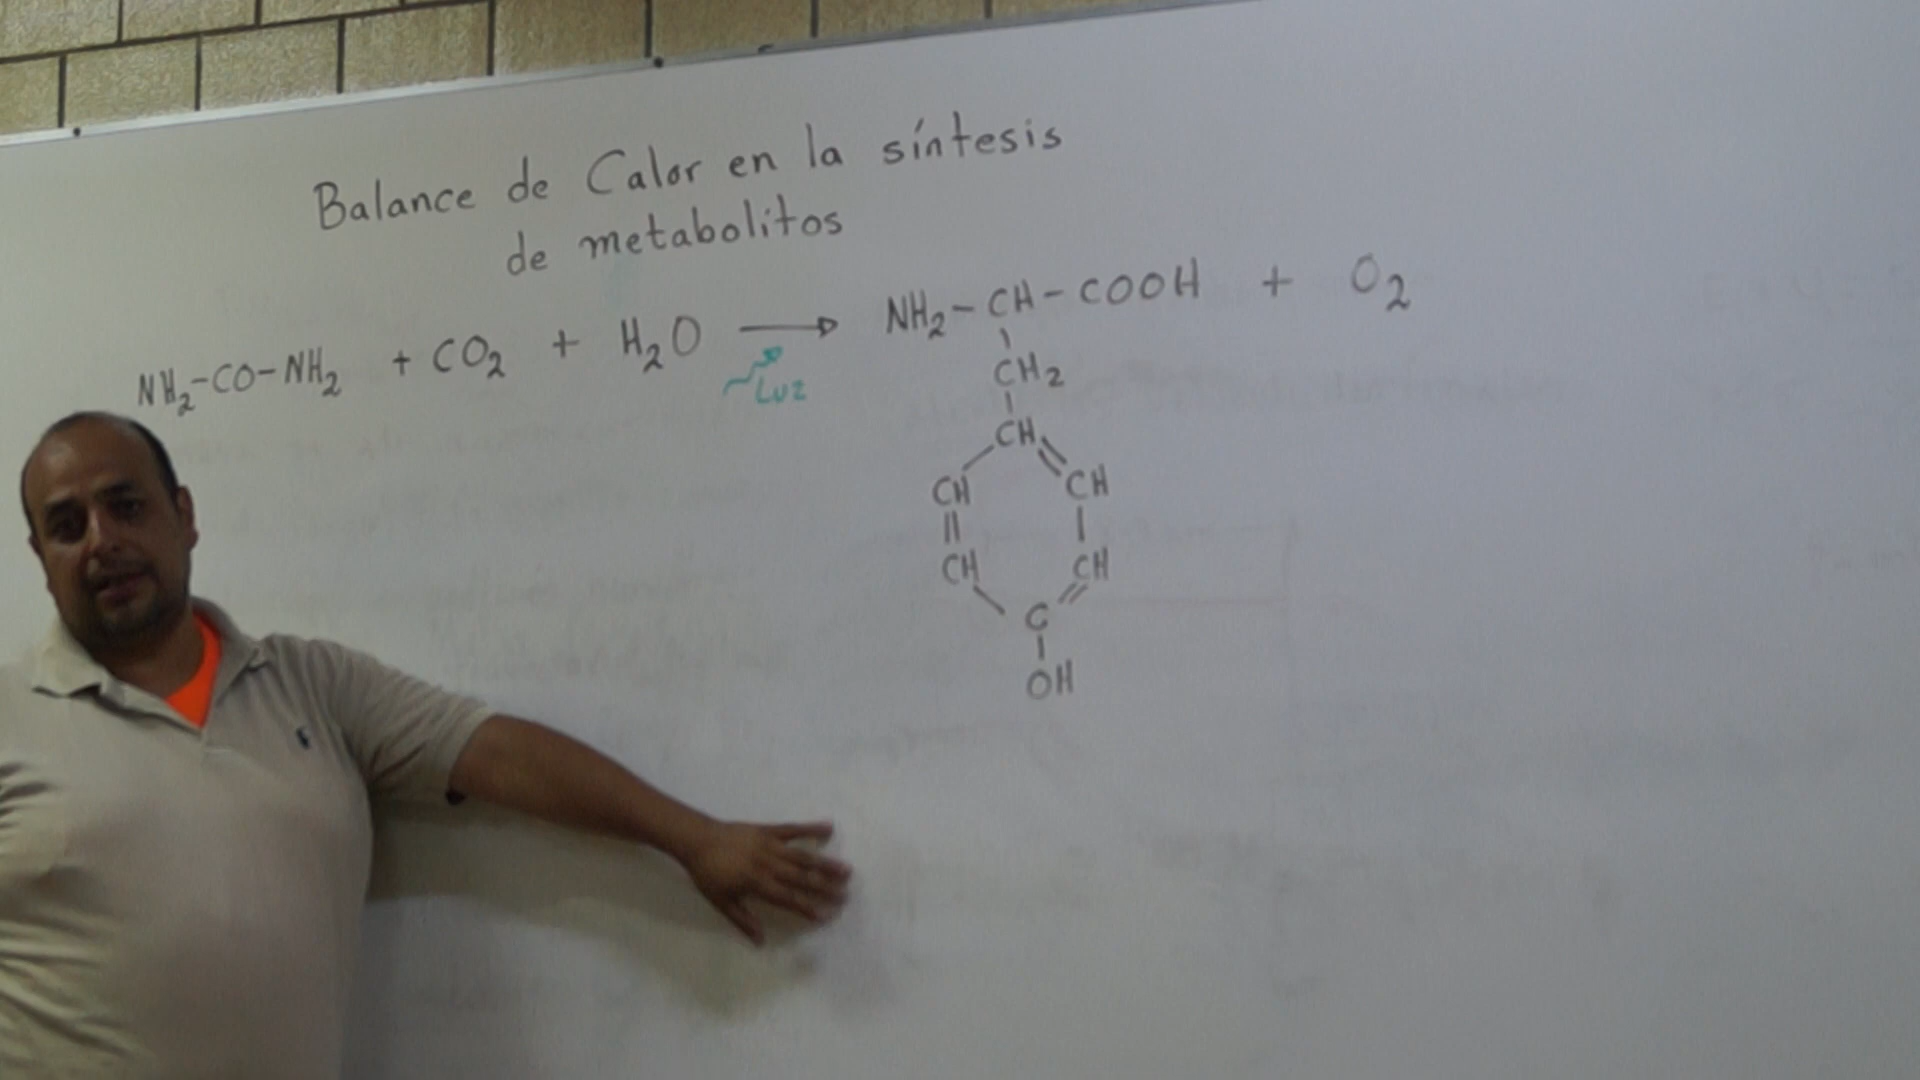 Balance de Calor en la síntesis
de metabolitos
NH₂-CO-NH₂ + CO₂ + H₂O → NH₂-CH-COOH + O₂
Luz
CH₂
CH
CH CH
CH CH
C
OH